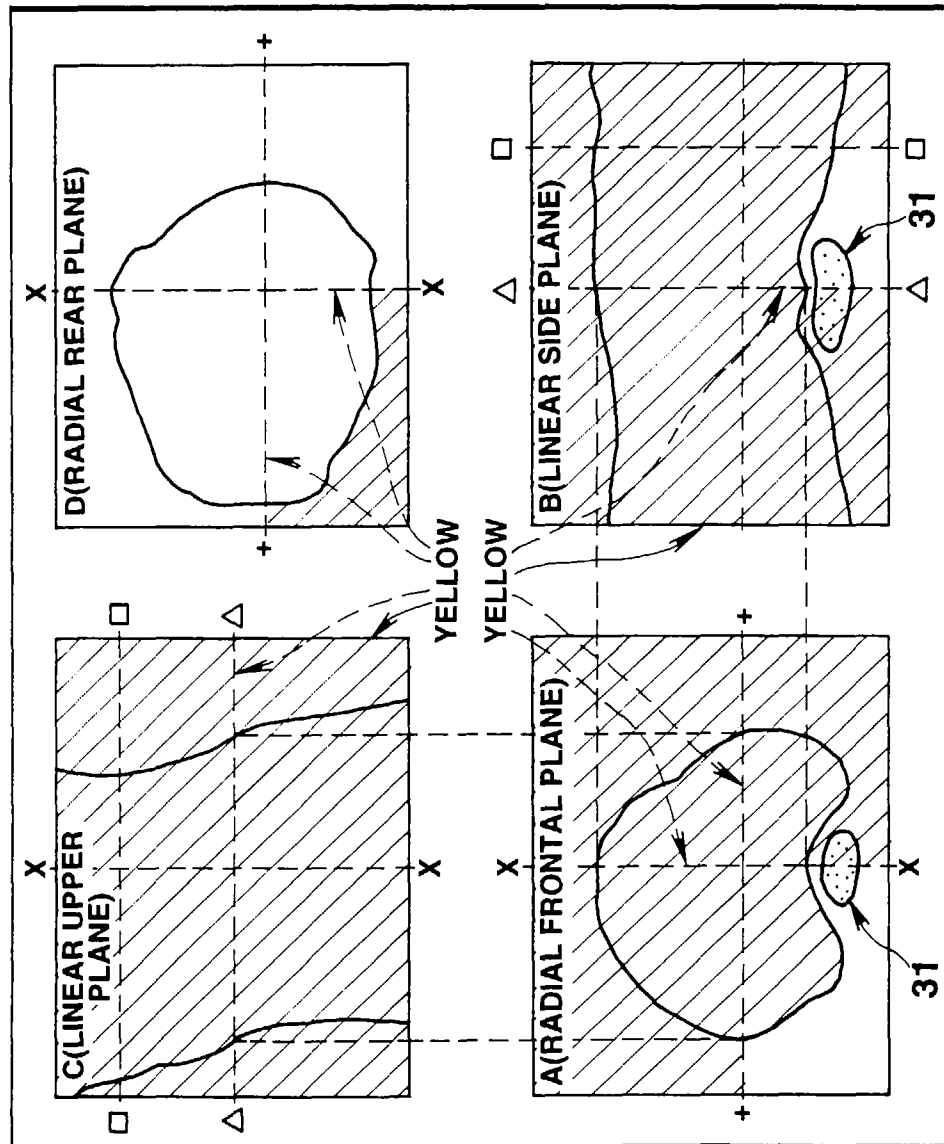 X X
C(LINEAR UPPER
PLANE)
D(RADIAL REAR PLANE)
□ □
△ △
+ +
X X
YELLOW
YELLOW
X △ □
A(RADIAL FRONTAL PLANE)
B(LINEAR SIDE PLANE)
+ +
X △ □
31
31